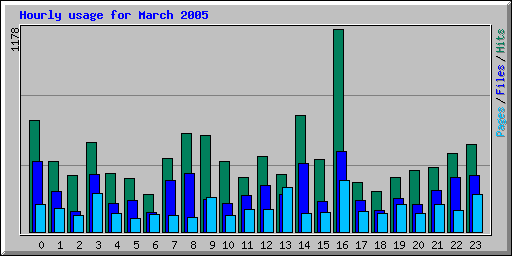 Hourly usage for March 2005
1178
Pages / Files / Hits
0 1 2 3 4 5 6 7 8 9 10 11 12 13 14 15 16 17 18 19 20 21 22 23